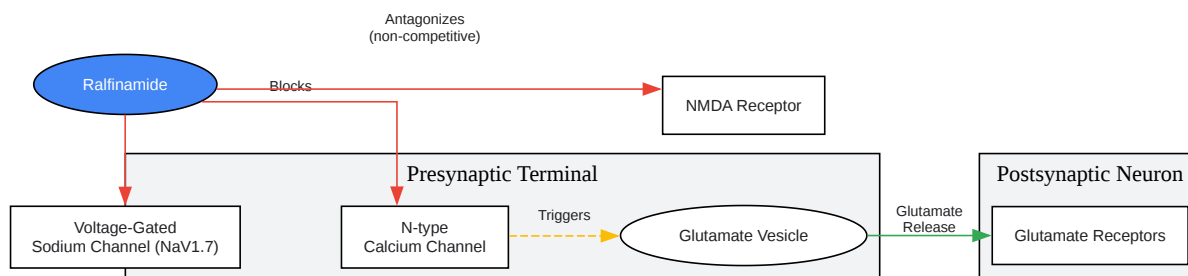 Antagonizes
(non-competitive)
Ralfinamide
Blocks
NMDA Receptor
Presynaptic Terminal
Postsynaptic Neuron
Voltage-Gated
Sodium Channel (NaV1.7)
N-type
Calcium Channel
Triggers
Glutamate Vesicle
Glutamate
Release
Glutamate Receptors